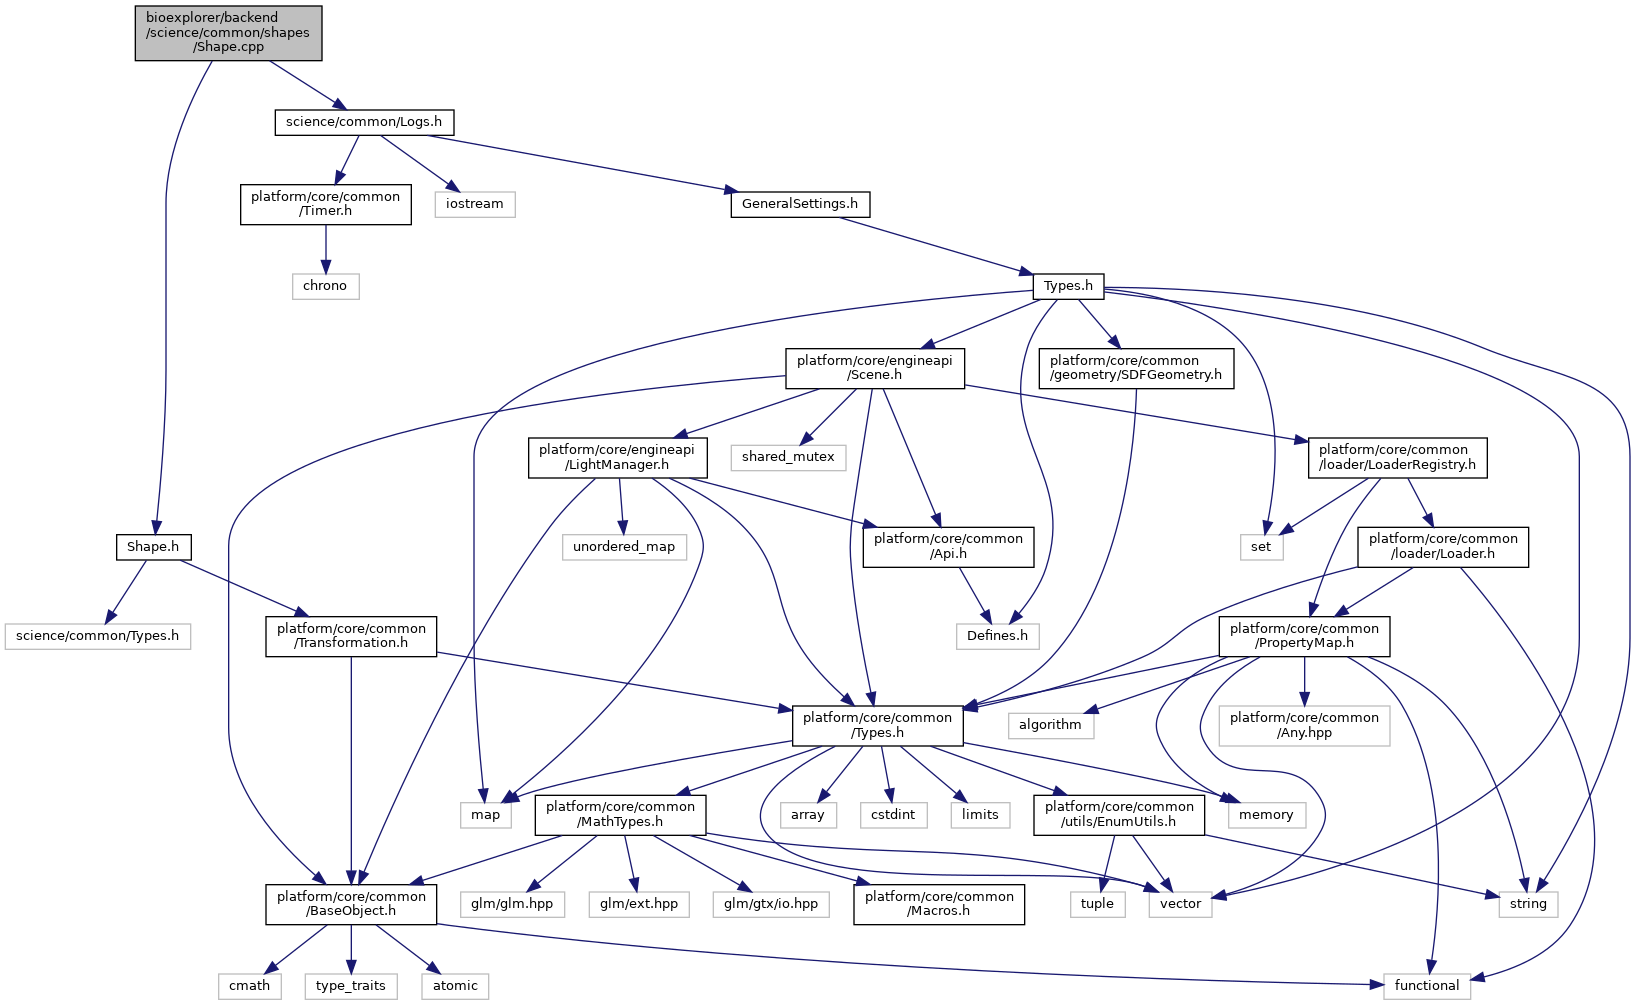 bioexplorer/backend
/science/common/shapes
/Shape.cpp
science/common/Logs.h
platform/core/common
/Timer.h
iostream
GeneralSettings.h
chrono
Types.h
platform/core/engineapi
/Scene.h
platform/core/common
/geometry/SDFGeometry.h
platform/core/engineapi
/LightManager.h
shared_mutex
platform/core/common
/loader/LoaderRegistry.h
Shape.h
unordered_map
platform/core/common
/Api.h
set
platform/core/common
/loader/Loader.h
science/common/Types.h
platform/core/common
/Transformation.h
Defines.h
platform/core/common
/PropertyMap.h
platform/core/common
/Types.h
algorithm
platform/core/common
/Any.hpp
map
platform/core/common
/MathTypes.h
array
cstdint
limits
platform/core/common
/utils/EnumUtils.h
memory
platform/core/common
/BaseObject.h
glm/glm.hpp
glm/ext.hpp
glm/gtx/io.hpp
platform/core/common
/Macros.h
tuple
vector
string
cmath
type_traits
atomic
functional